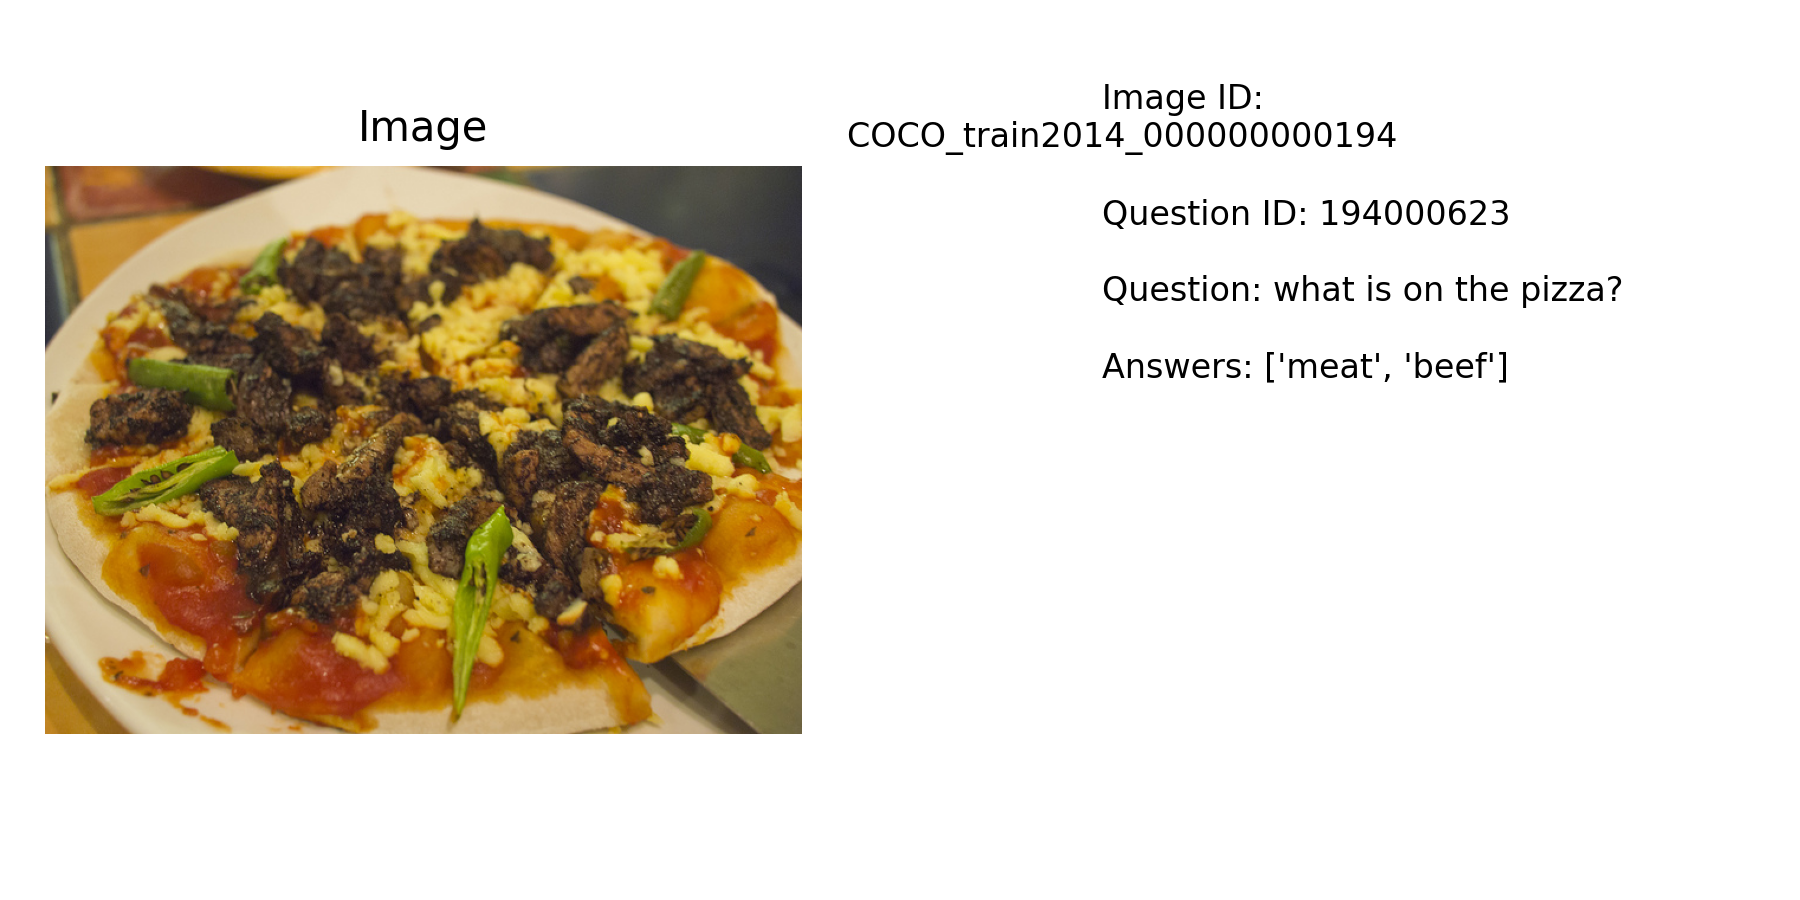 Image
Image ID:
COCO_train2014_000000000194
Question ID: 194000623
Question: what is on the pizza?
Answers: ['meat', 'beef']